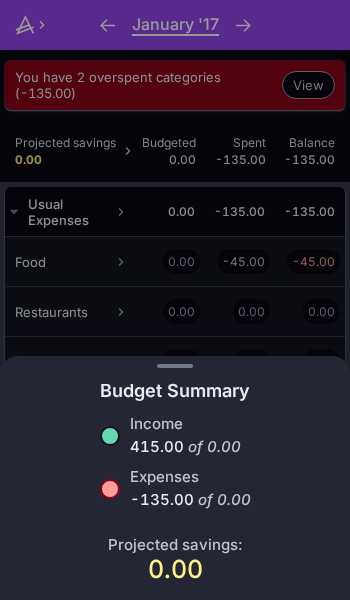 January '17
You have 2 overspent categories
(-135.00)
View
Projected savings
0.00
Budgeted
0.00
Spent
-135.00
Balance
-135.00
Usual
Expenses
0.00
-135.00
-135.00
Food
0.00
-45.00
-45.00
Restaurants
0.00
0.00
0.00
Budget Summary
Income
415.00 of 0.00
Expenses
-135.00 of 0.00
Projected savings:
0.00